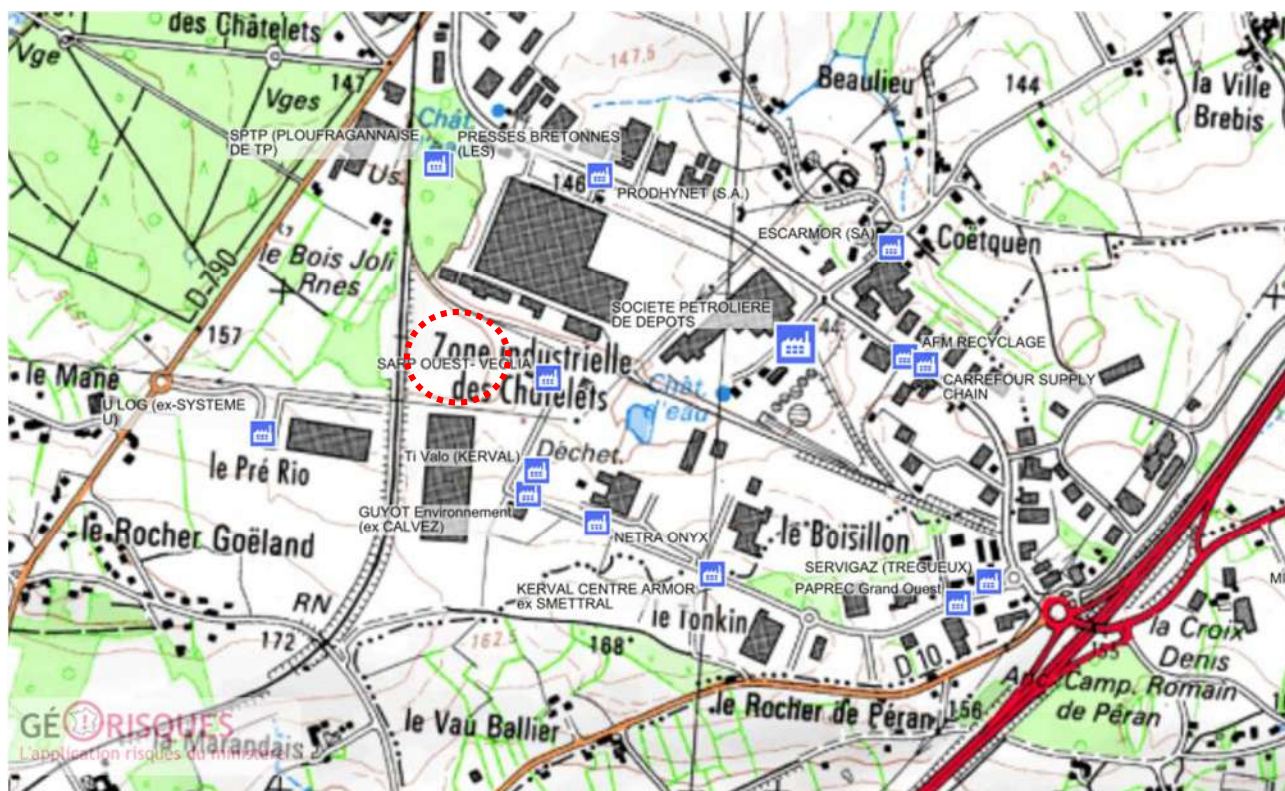 des Châtelets
Vge
Vges
147
147,5
Beaulieu
144
la Ville
Brebis
SPTP (PLOUFRAGANNAISE
DE TP)
Chât.
PRESSES BRETONNES
(LES)
Us.
146
PRODHYNET (S.A.)
142,5
ESCARMOR (SA)
Coëtquen
le Bois Joli
Rnes
D=790
157
SOCIETE PETROLIERE
DE DEPOTS
144
AFM RECYCLAGE
CARREFOUR SUPPLY
CHAIN
Zone Industrielle
des Châtelets
SARP OUEST- VEOLIA
Chât.
d'eau
le Mané
U LOG (ex-SYSTEME
U)
le Pré Rio
Ti Valo (KERVAL)
Déchet.
GUYOT Environnement
(ex CALVEZ)
NETRA ONYX
le Rocher Goëland
le Boisillon
SERVIGAZ (TREGUEUX)
PAPREC Grand Ouest
KERVAL CENTRE ARMOR
ex SMETTRAL
le Tonkin
RN
172
162,5
168
D 10
la Croix
Denis
155
Anc. Camp. Romain
de Péran
le Rocher de Péran
156
le Vau Ballier
GÉORISQUES
L'application risques du ministère